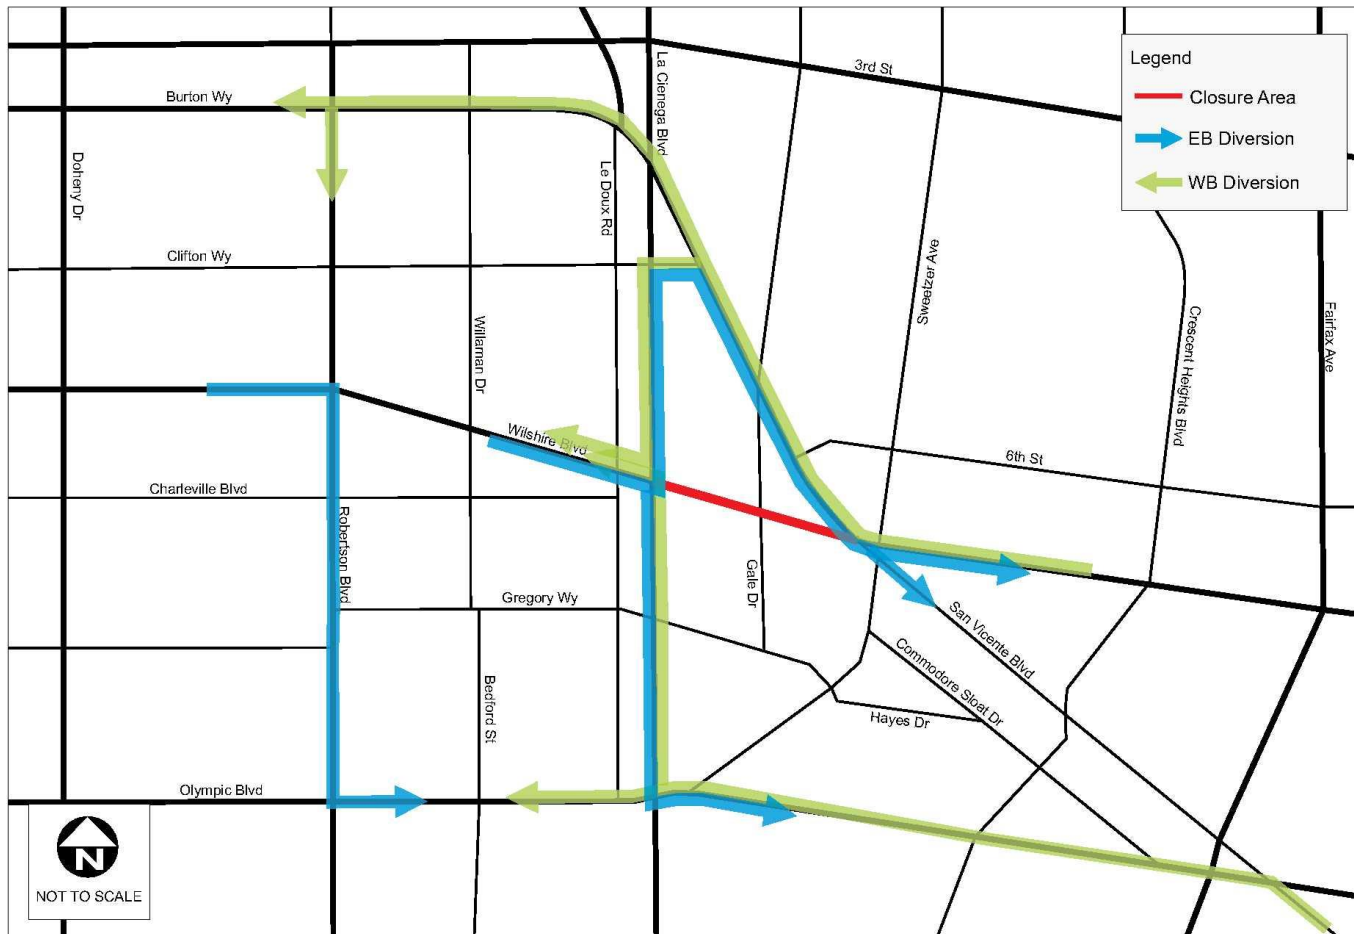 Legend
Closure Area
EB Diversion
WB Diversion
3rd St
La Cienega Blvd
Burton Wy
Doheny Dr
Le Doux Rd
Clifton Wy
Sweetzer Ave
Crescent Heights Blvd
Fairfax Ave
Willaman Dr
Wilshire Blvd
6th St
Charleville Blvd
Robertson Blvd
Gale Dr
Gregory Wy
San Vicente Blvd
Commodore Sloat Dr
Bedford St
Hayes Dr
Olympic Blvd
N
NOT TO SCALE